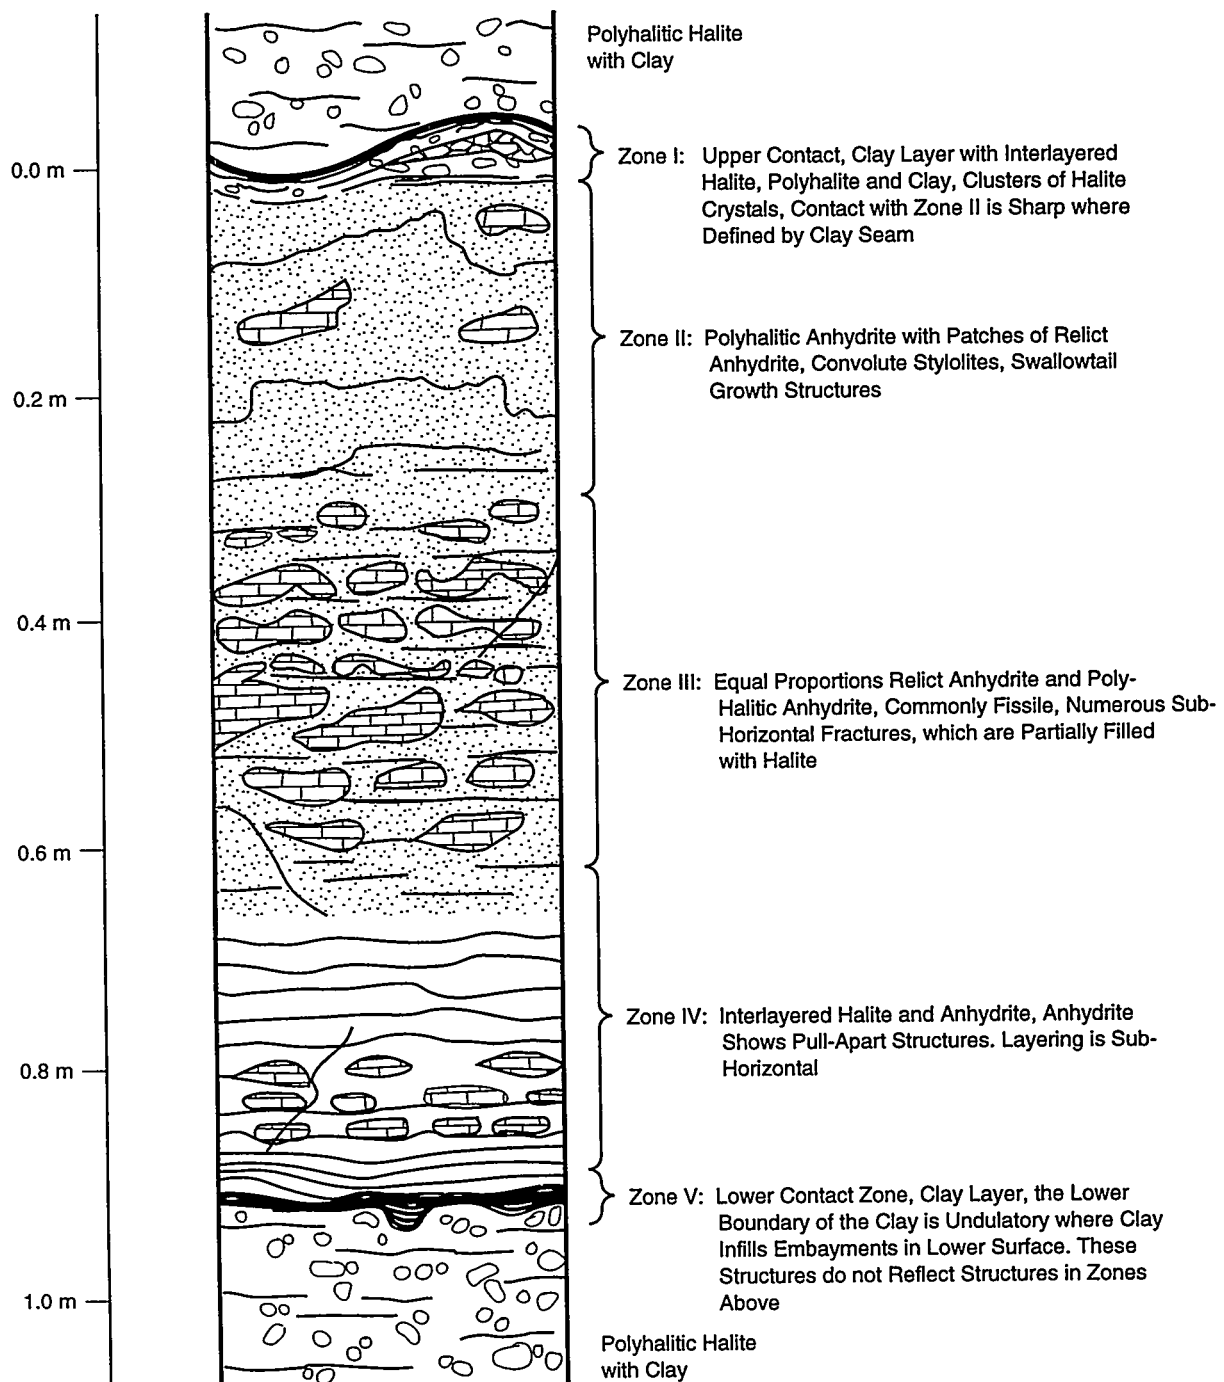 Polyhalitic Halite
with Clay
0.0 m
Zone I: Upper Contact, Clay Layer with Interlayered
Halite, Polyhalite and Clay, Clusters of Halite
Crystals, Contact with Zone II is Sharp where
Defined by Clay Seam
Zone II: Polyhalitic Anhydrite with Patches of Relict
Anhydrite, Convolute Stylolites, Swallowtail
Growth Structures
0.2 m
0.4 m
Zone III: Equal Proportions Relict Anhydrite and Poly-
Halitic Anhydrite, Commonly Fissile, Numerous Sub-
Horizontal Fractures, which are Partially Filled
with Halite
0.6 m
Zone IV: Interlayered Halite and Anhydrite, Anhydrite
Shows Pull-Apart Structures. Layering is Sub-
Horizontal
0.8 m
Zone V: Lower Contact Zone, Clay Layer, the Lower
Boundary of the Clay is Undulatory where Clay
Infills Embayments in Lower Surface. These
Structures do not Reflect Structures in Zones
Above
1.0 m
Polyhalitic Halite
with Clay